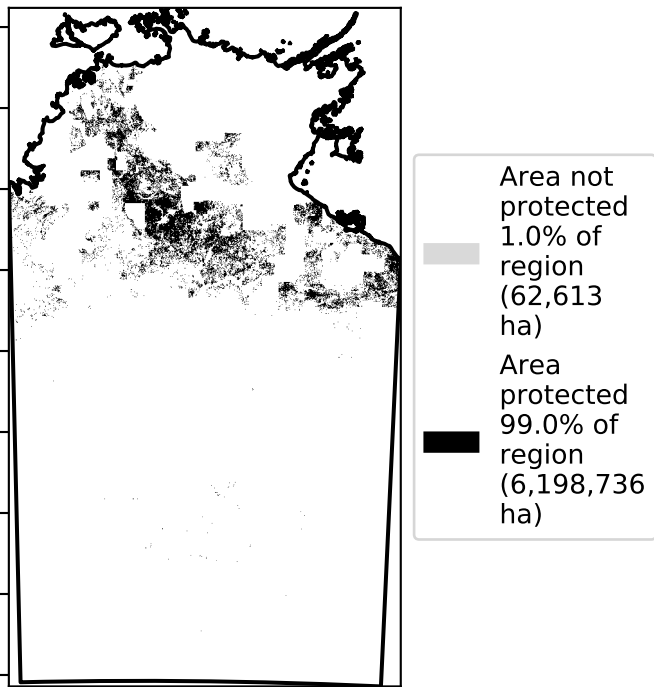 Area not
protected
1.0% of
region
(62,613
ha)
Area
protected
99.0% of
region
(6,198,736
ha)